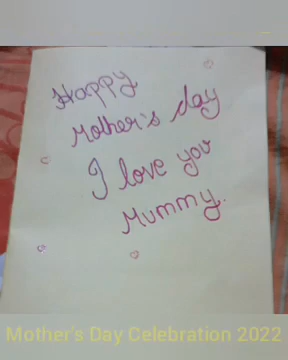 Happy
Mother's day
I love you
Mummy.
Mother's Day Celebration 2022